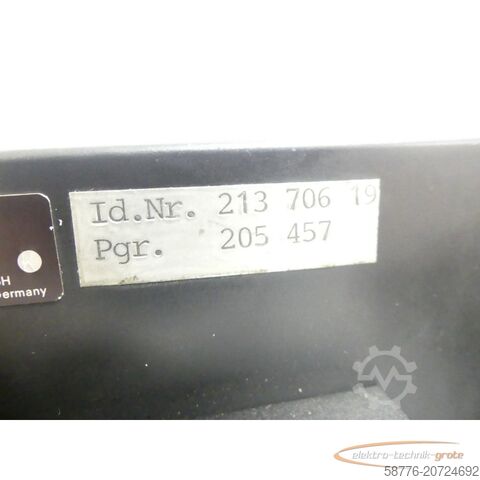 Id.Nr. 213 706 19
Pgr. 205 457
H
ermany
elektro-technik-grote
58776-20724692